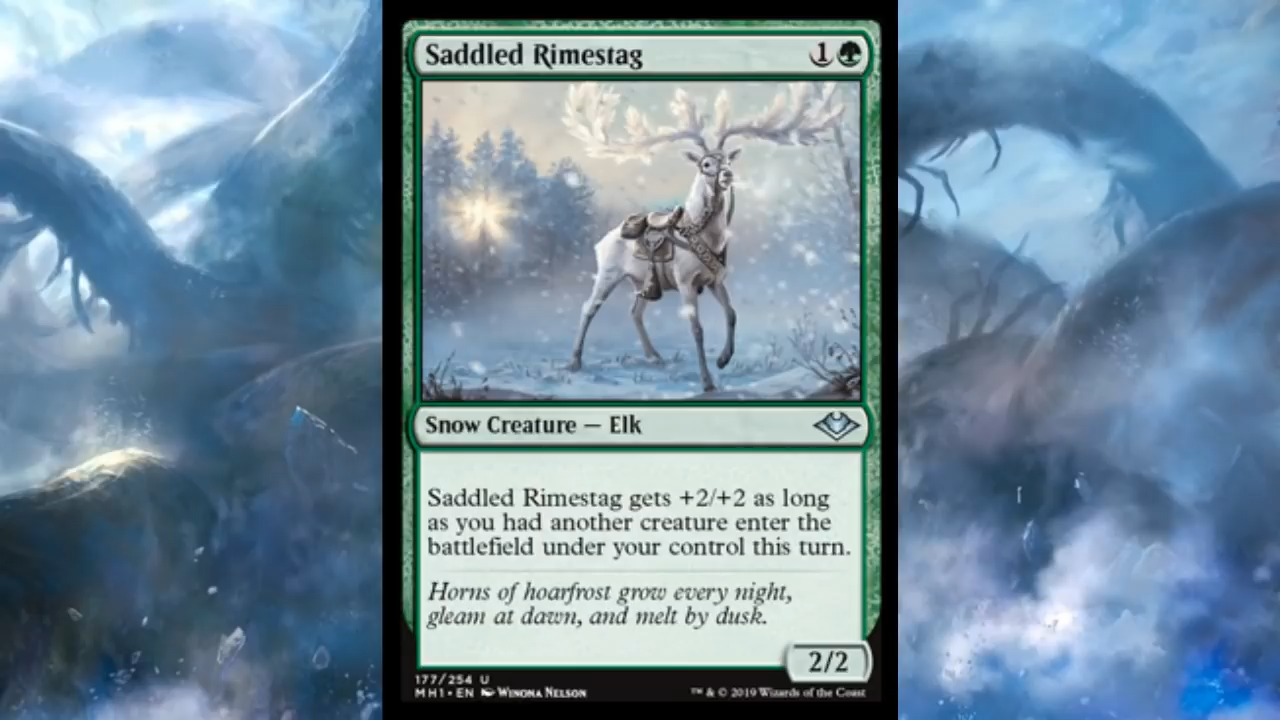 Saddled Rimestag 1
Snow Creature — Elk
Saddled Rimestag gets +2/+2 as long
as you had another creature enter the
battlefield under your control this turn.
Horns of hoarfrost grow every night,
gleam at dawn, and melt by dusk.
2/2
177/254 U
MH1 • EN Winona Nelson
™ & © 2019 Wizards of the Coast